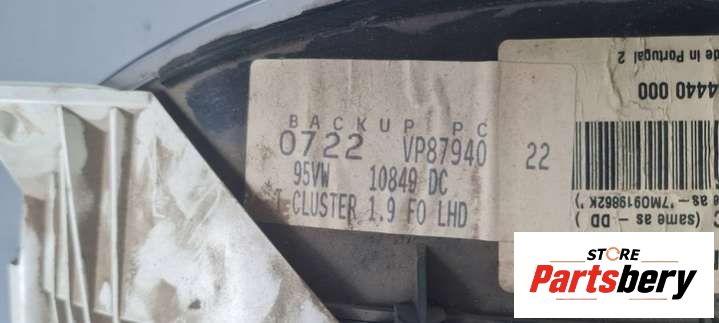 BACKUP PC
0722 VP87940 22
95VW 10849 DC
CLUSTER 1.9 FO LHD
de In Portugal 2
4440 000
e as -"7M0919862K")
(same as - DD )
STORE
Partsbery